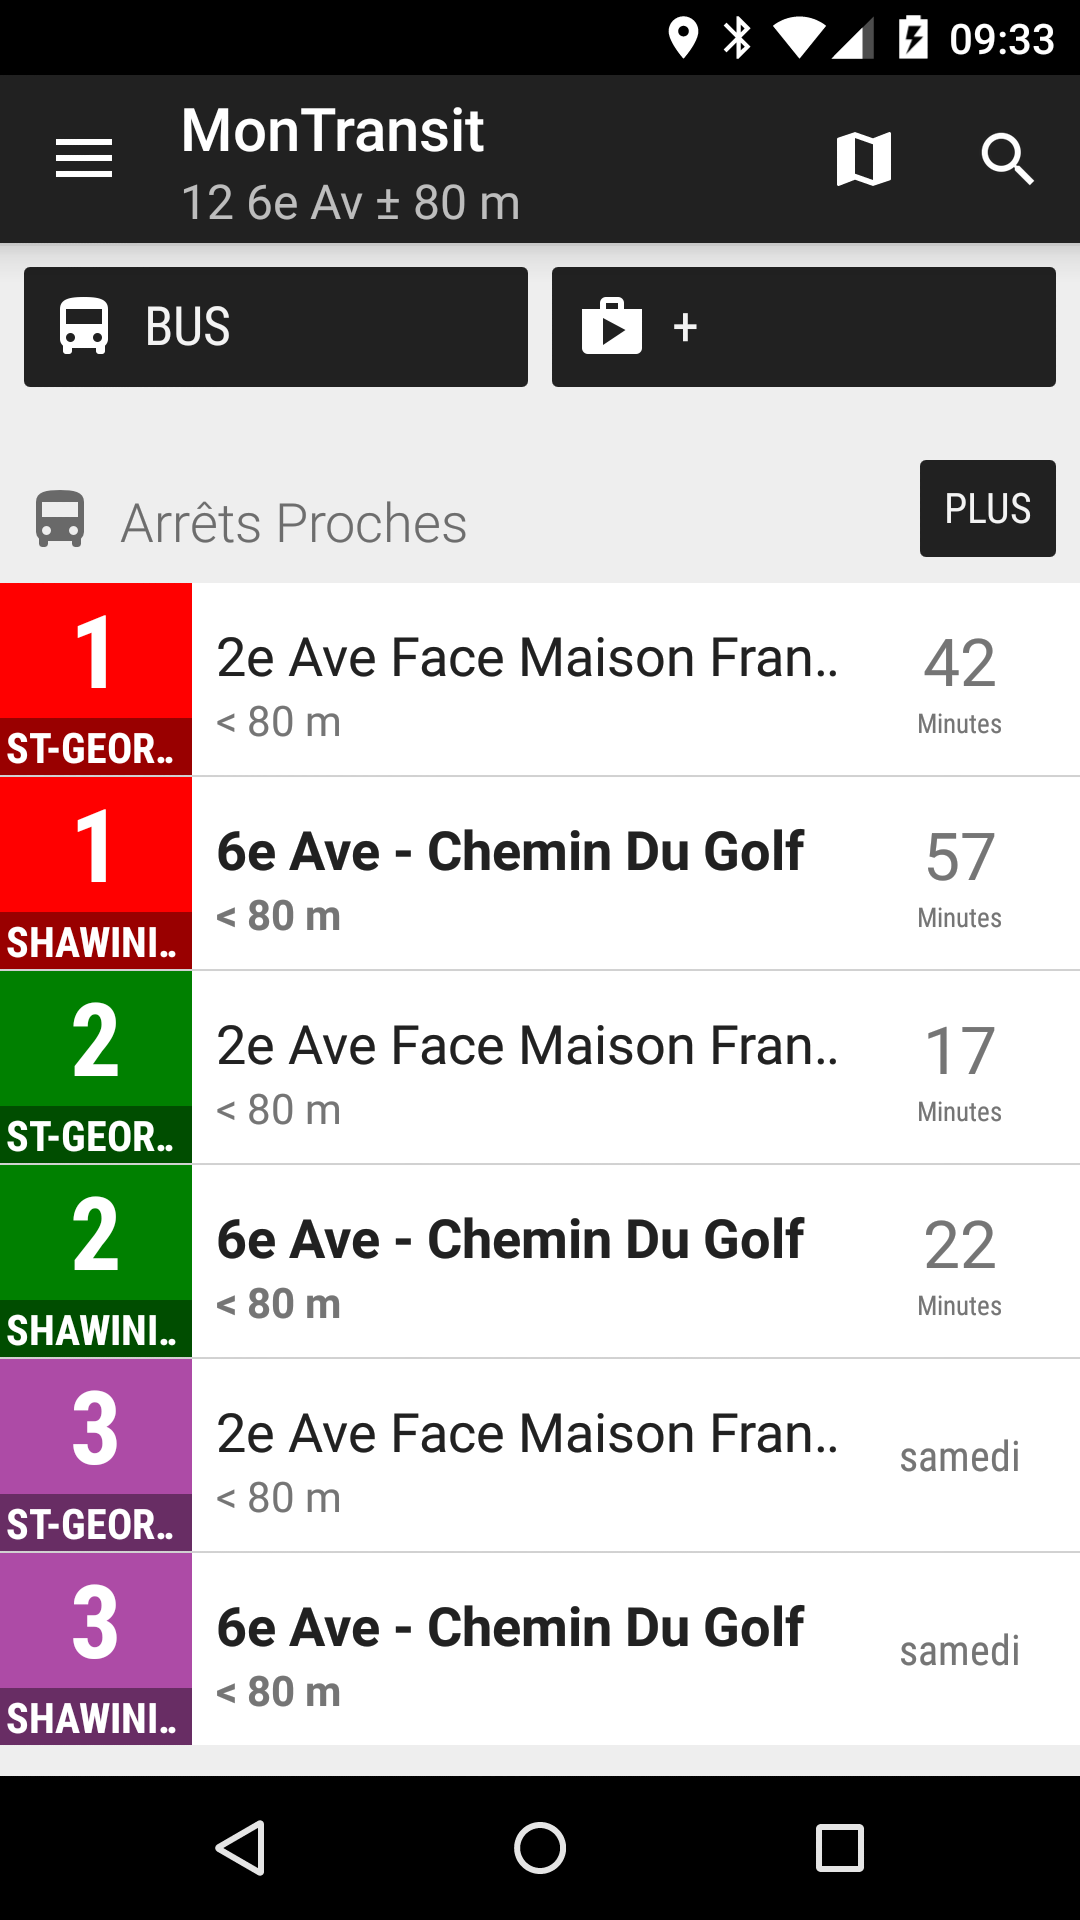 09:33
MonTransit
12 6e Av ± 80 m
BUS
+
Arrêts Proches
PLUS
1
ST-GEOR..
2e Ave Face Maison Fran..
< 80 m
42
Minutes
1
SHAWINI..
6e Ave - Chemin Du Golf
< 80 m
57
Minutes
2
ST-GEOR..
2e Ave Face Maison Fran..
< 80 m
17
Minutes
2
SHAWINI..
6e Ave - Chemin Du Golf
< 80 m
22
Minutes
3
ST-GEOR..
2e Ave Face Maison Fran..
< 80 m
samedi
3
SHAWINI..
6e Ave - Chemin Du Golf
< 80 m
samedi